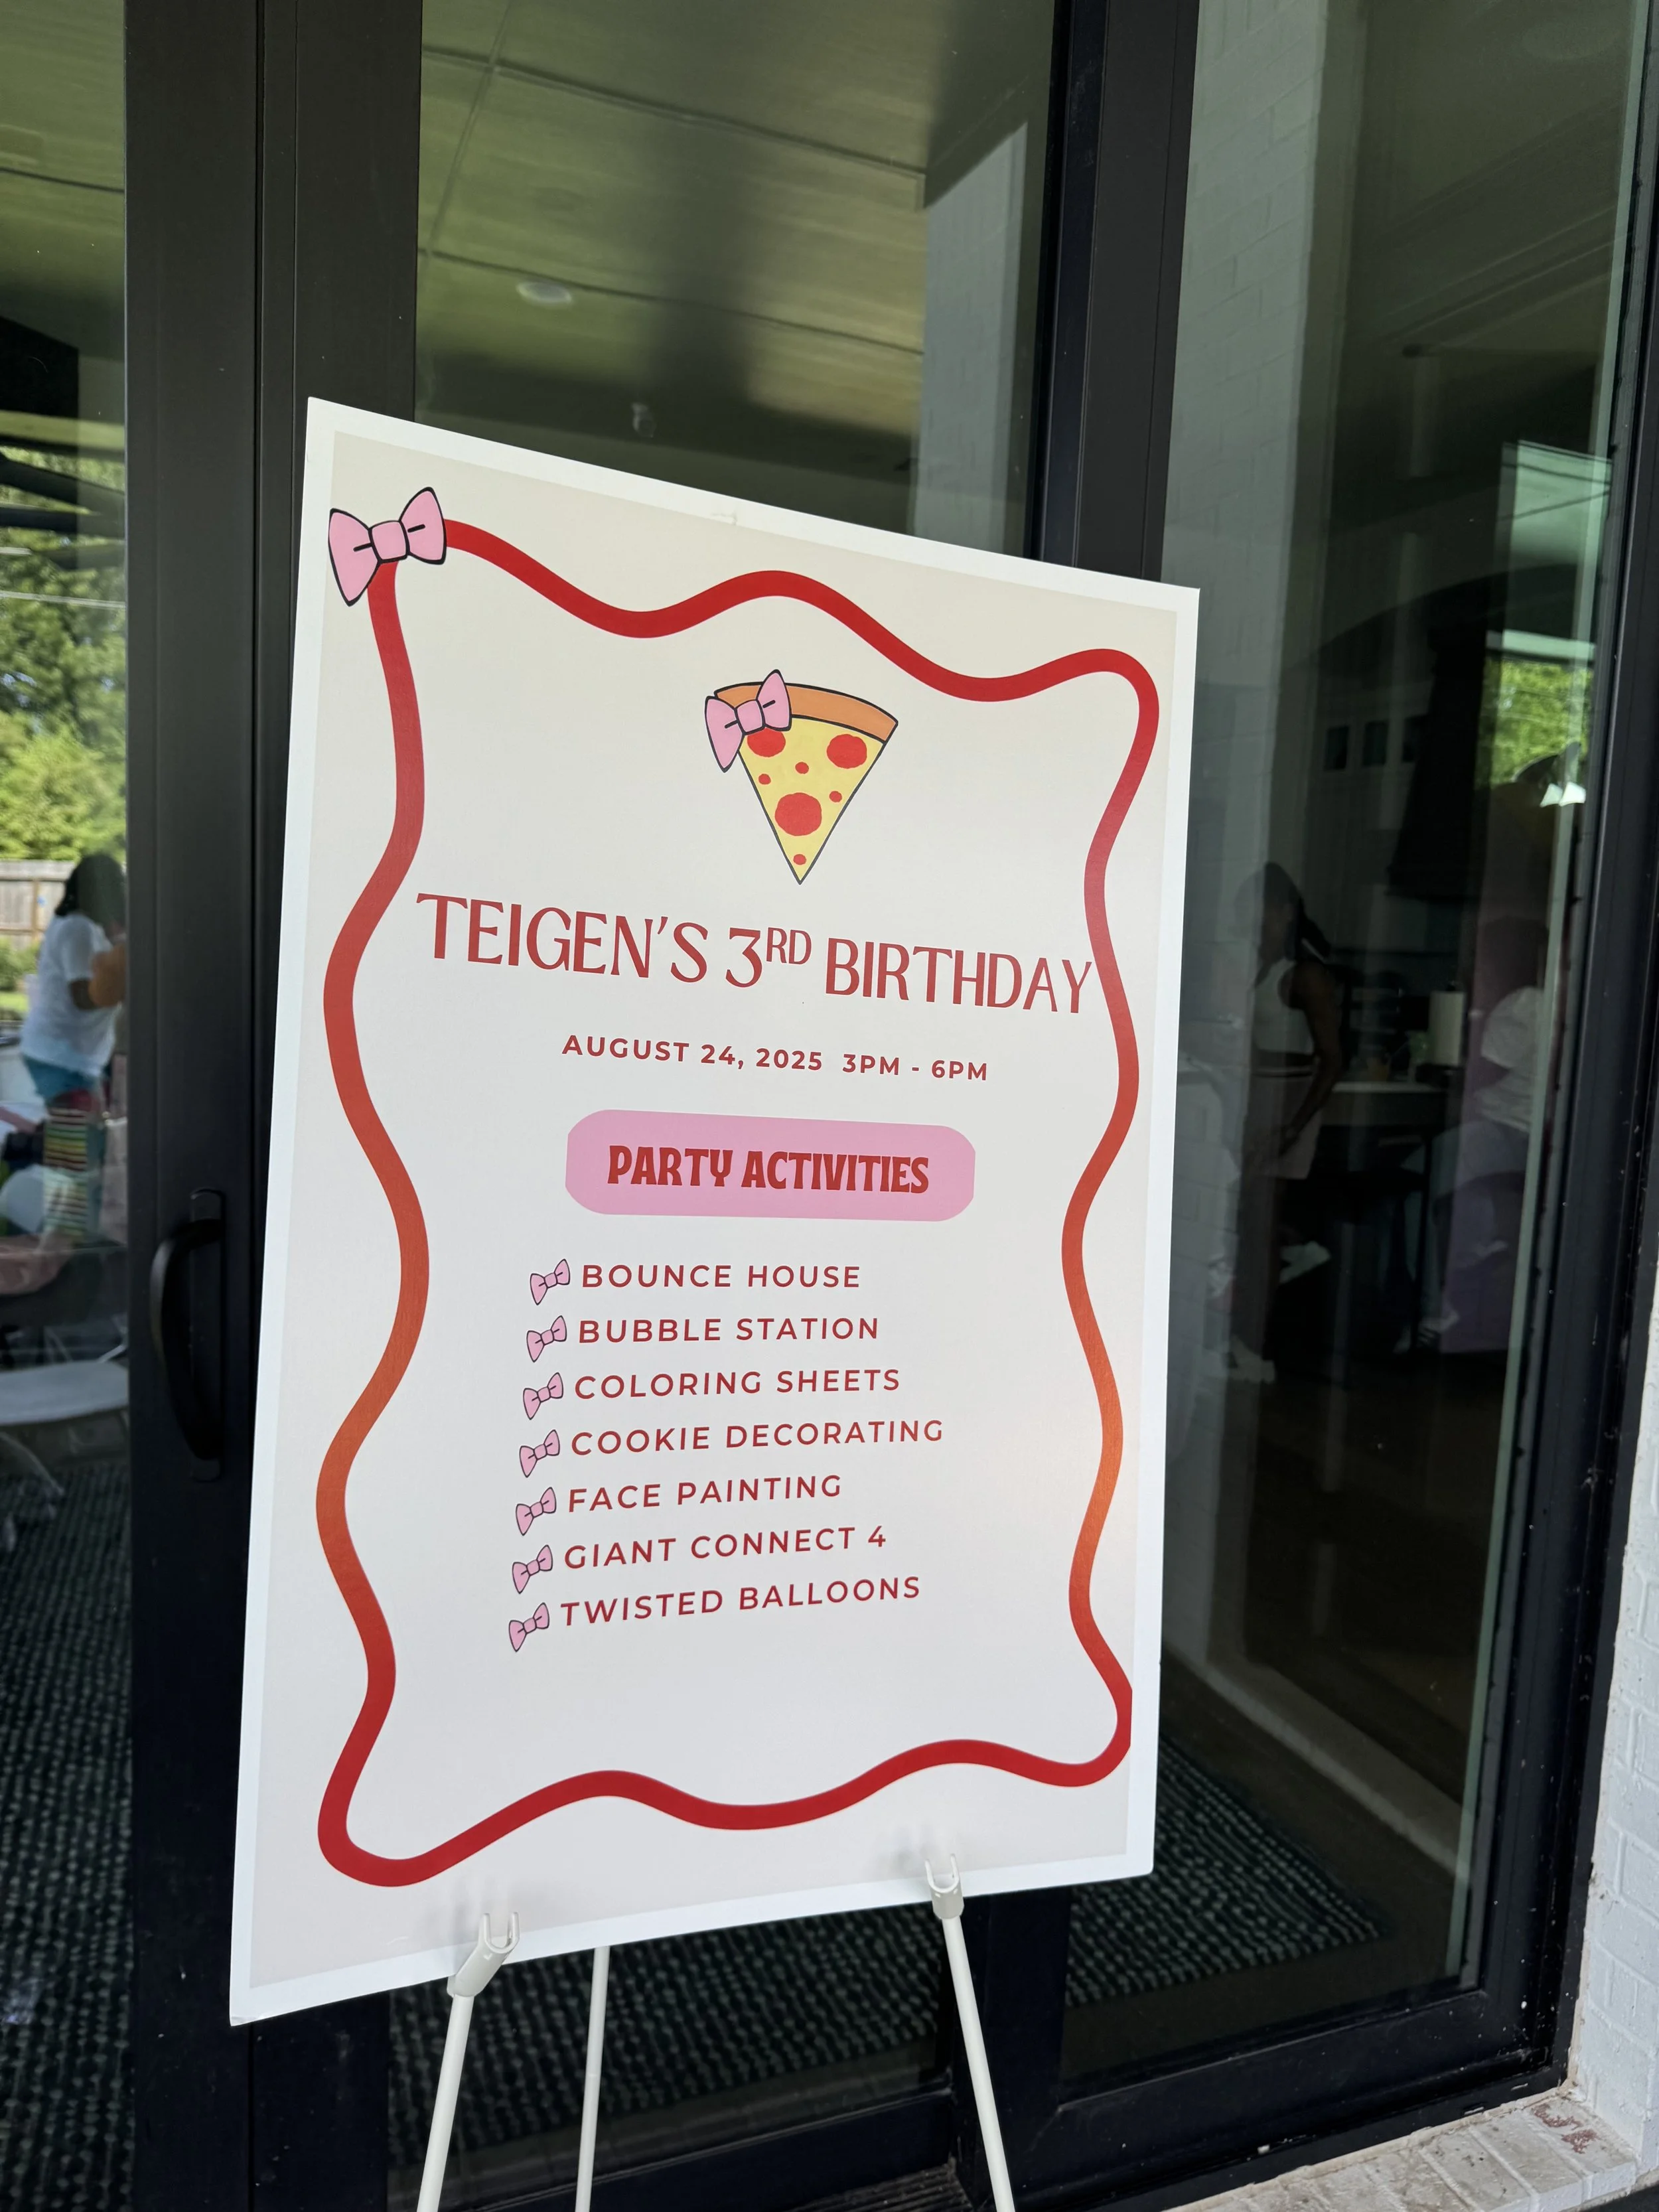 TEIGEN'S 3RD BIRTHDAY
AUGUST 24, 2025 3PM - 6PM
PARTY ACTIVITIES
BOUNCE HOUSE
BUBBLE STATION
COLORING SHEETS
COOKIE DECORATING
FACE PAINTING
GIANT CONNECT 4
TWISTED BALLOONS